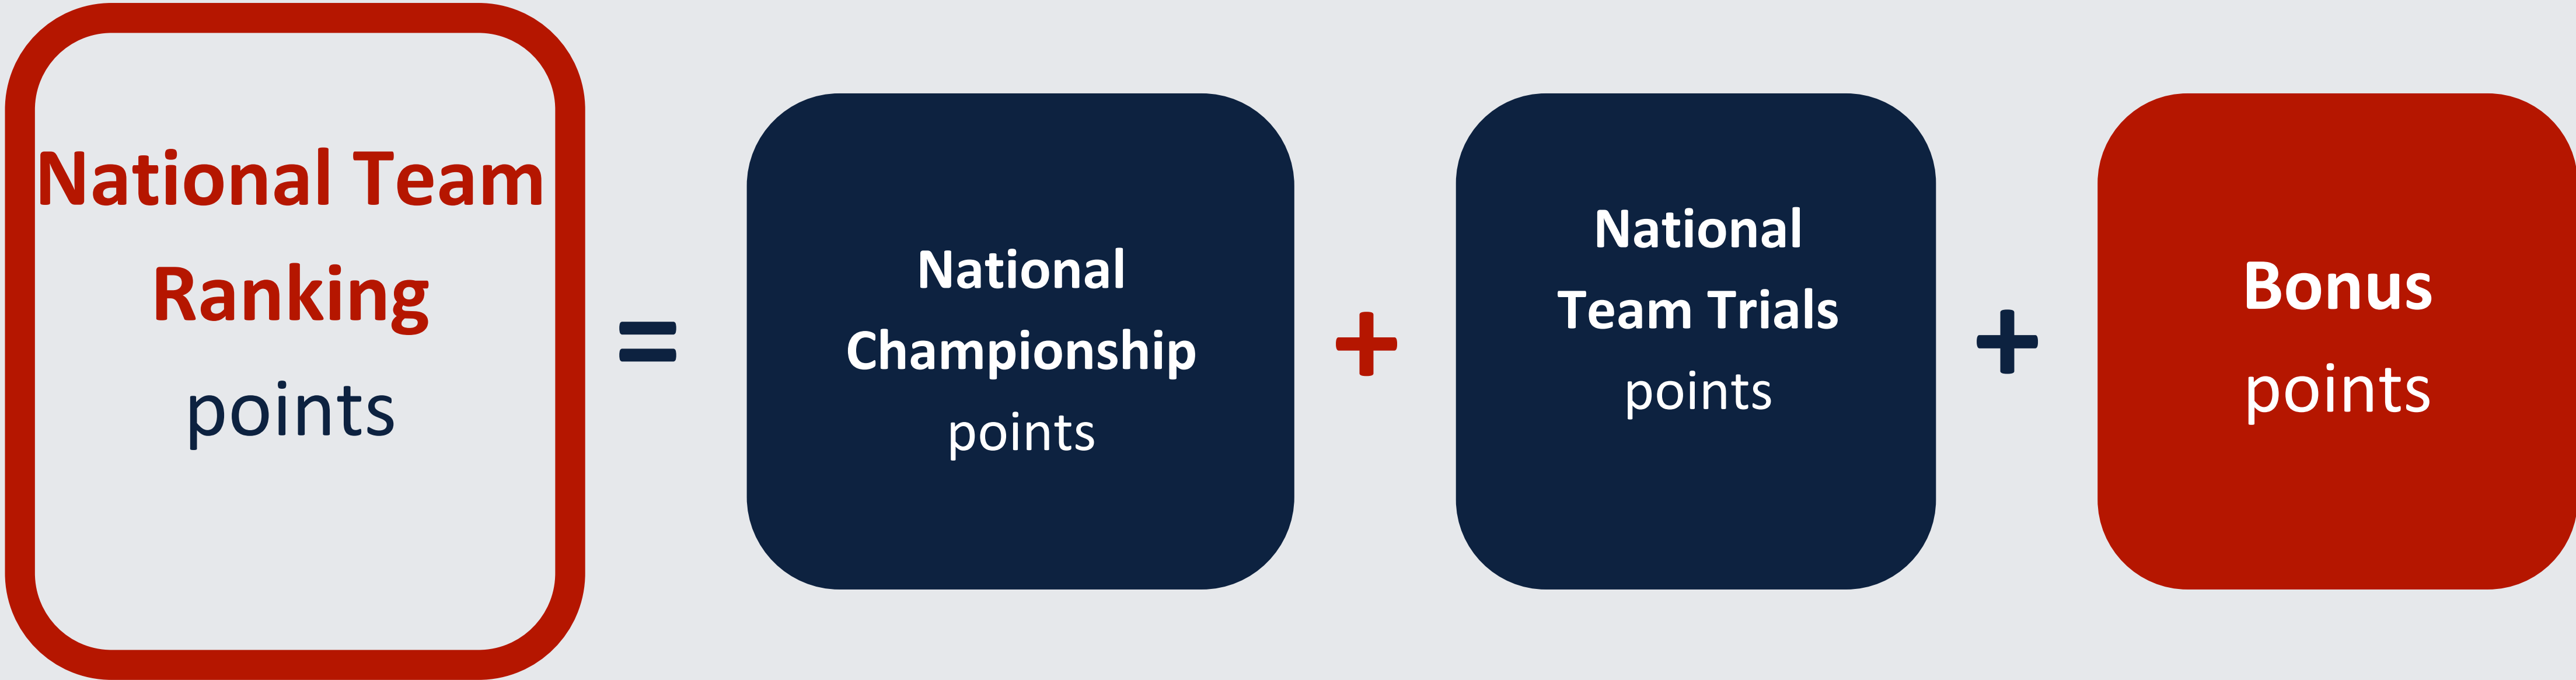 National Team
Ranking
points
=
National
Championship
points
+
National
Team Trials
points
+
Bonus
points